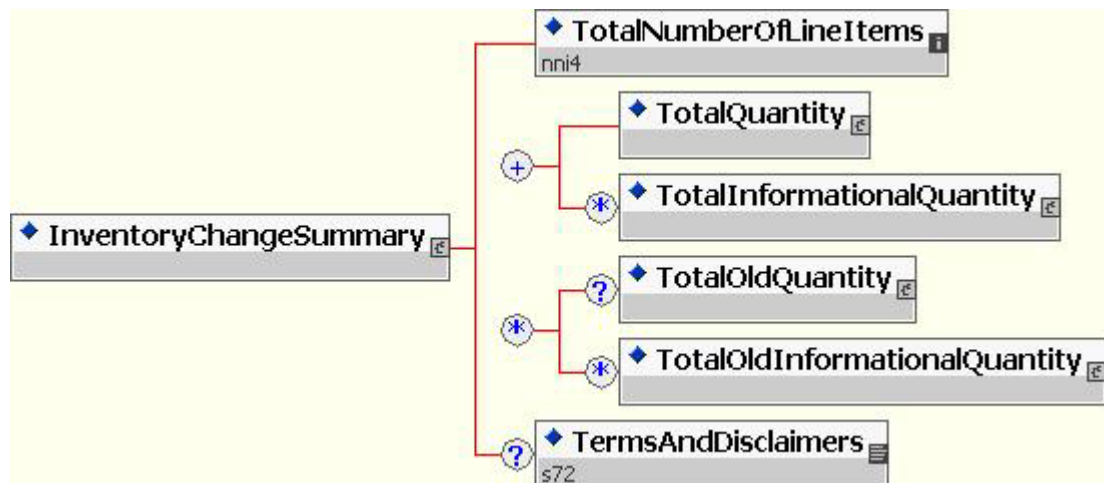 TotalNumberOfLineItems
nni4
+
TotalQuantity
*
TotalInformationalQuantity
InventoryChangeSummary
?
TotalOldQuantity
*
*
TotalOldInformationalQuantity
?
TermsAndDisclaimers
s72